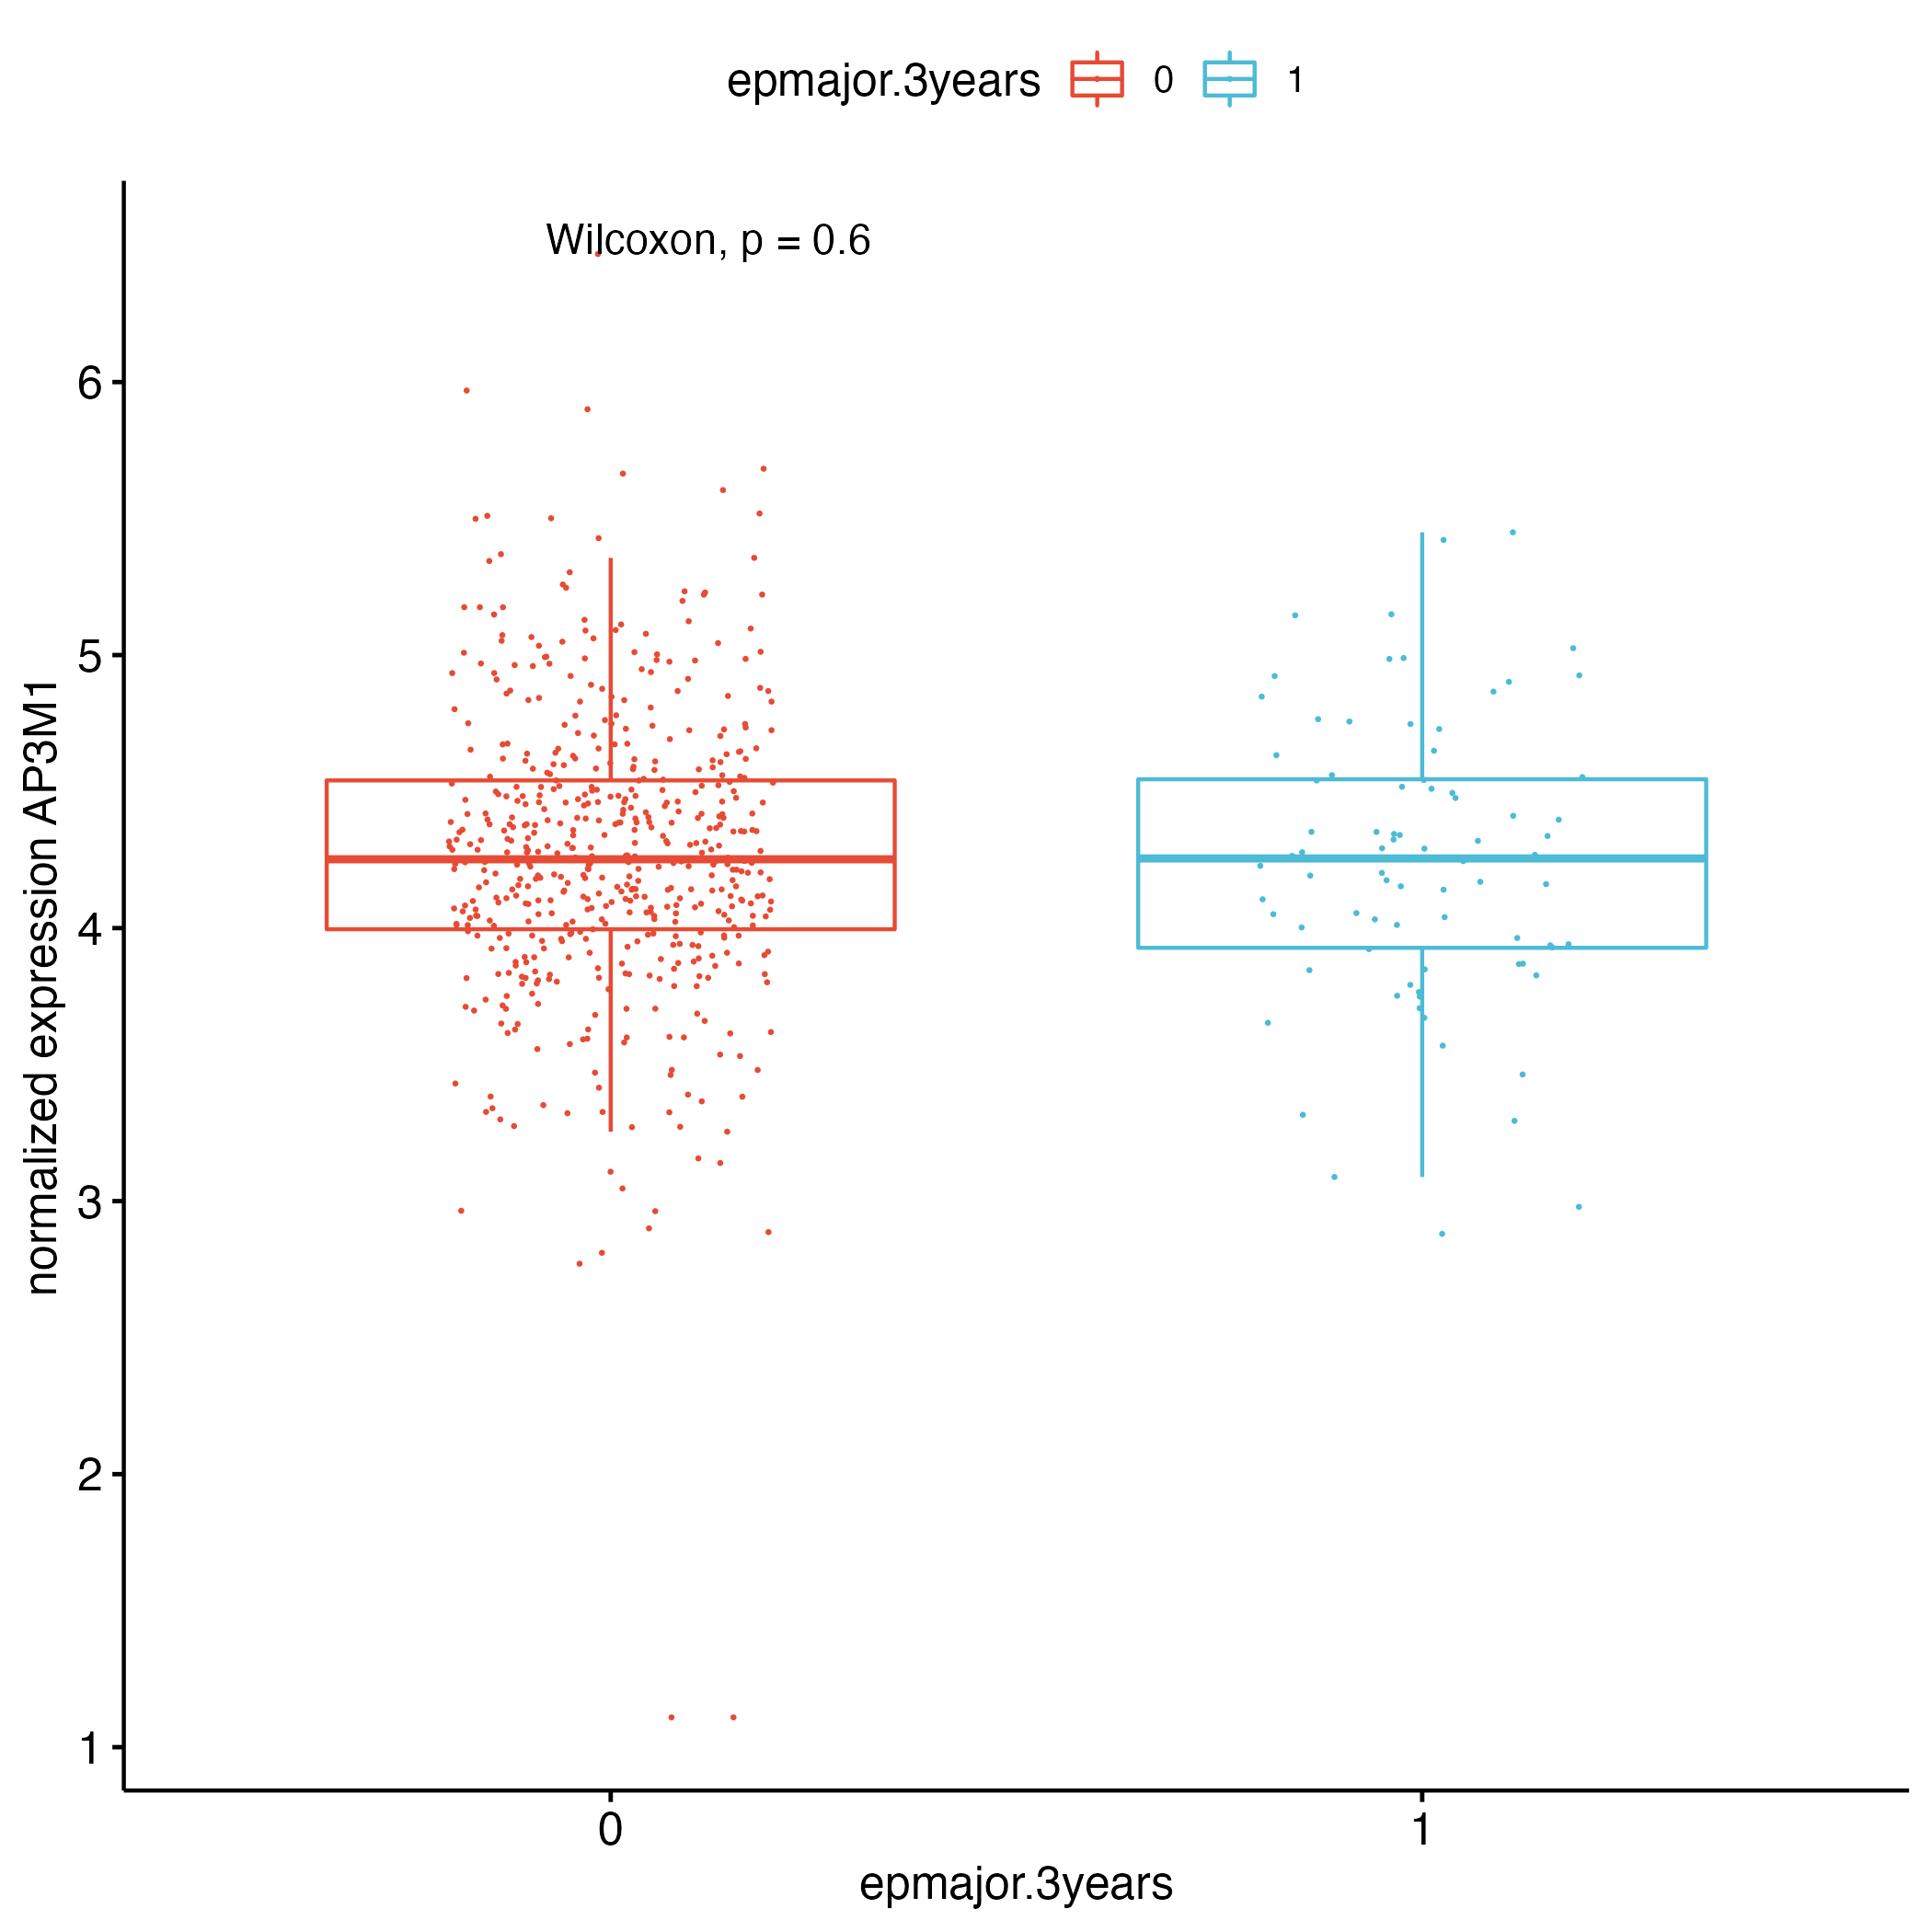 epmajor.3years 0 1
Wilcoxon, p = 0.6
normalized expression AP3M1
6
5
4
3
2
1
0 1
epmajor.3years